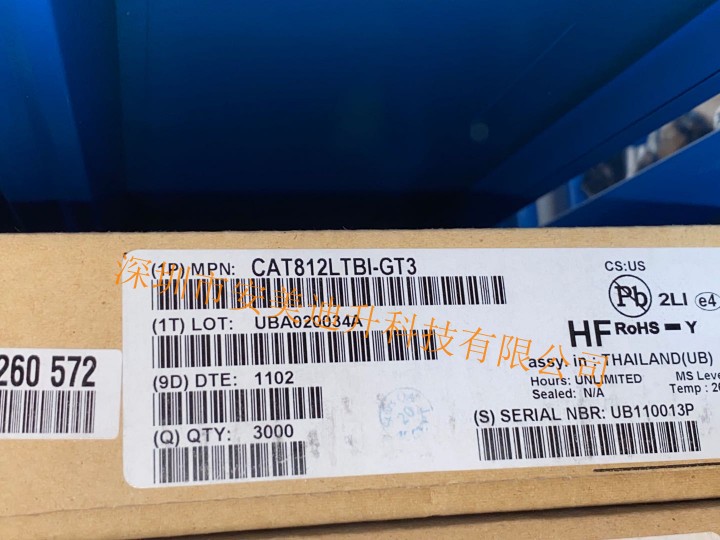 (1P) MPN: CAT812LTBI-GT3
(1T) LOT: UBA020034A
(9D) DTE: 1102
(Q) QTY: 3000
CS:US
Pb 2LI e4
HF RoHS - Y
assy. in - THAILAND(UB)
Hours: UNLIMITED MS Leve
Sealed: N/A Temp : 2
(S) SERIAL NBR: UB110013P
260 572
深圳市安美迪升科技有限公司